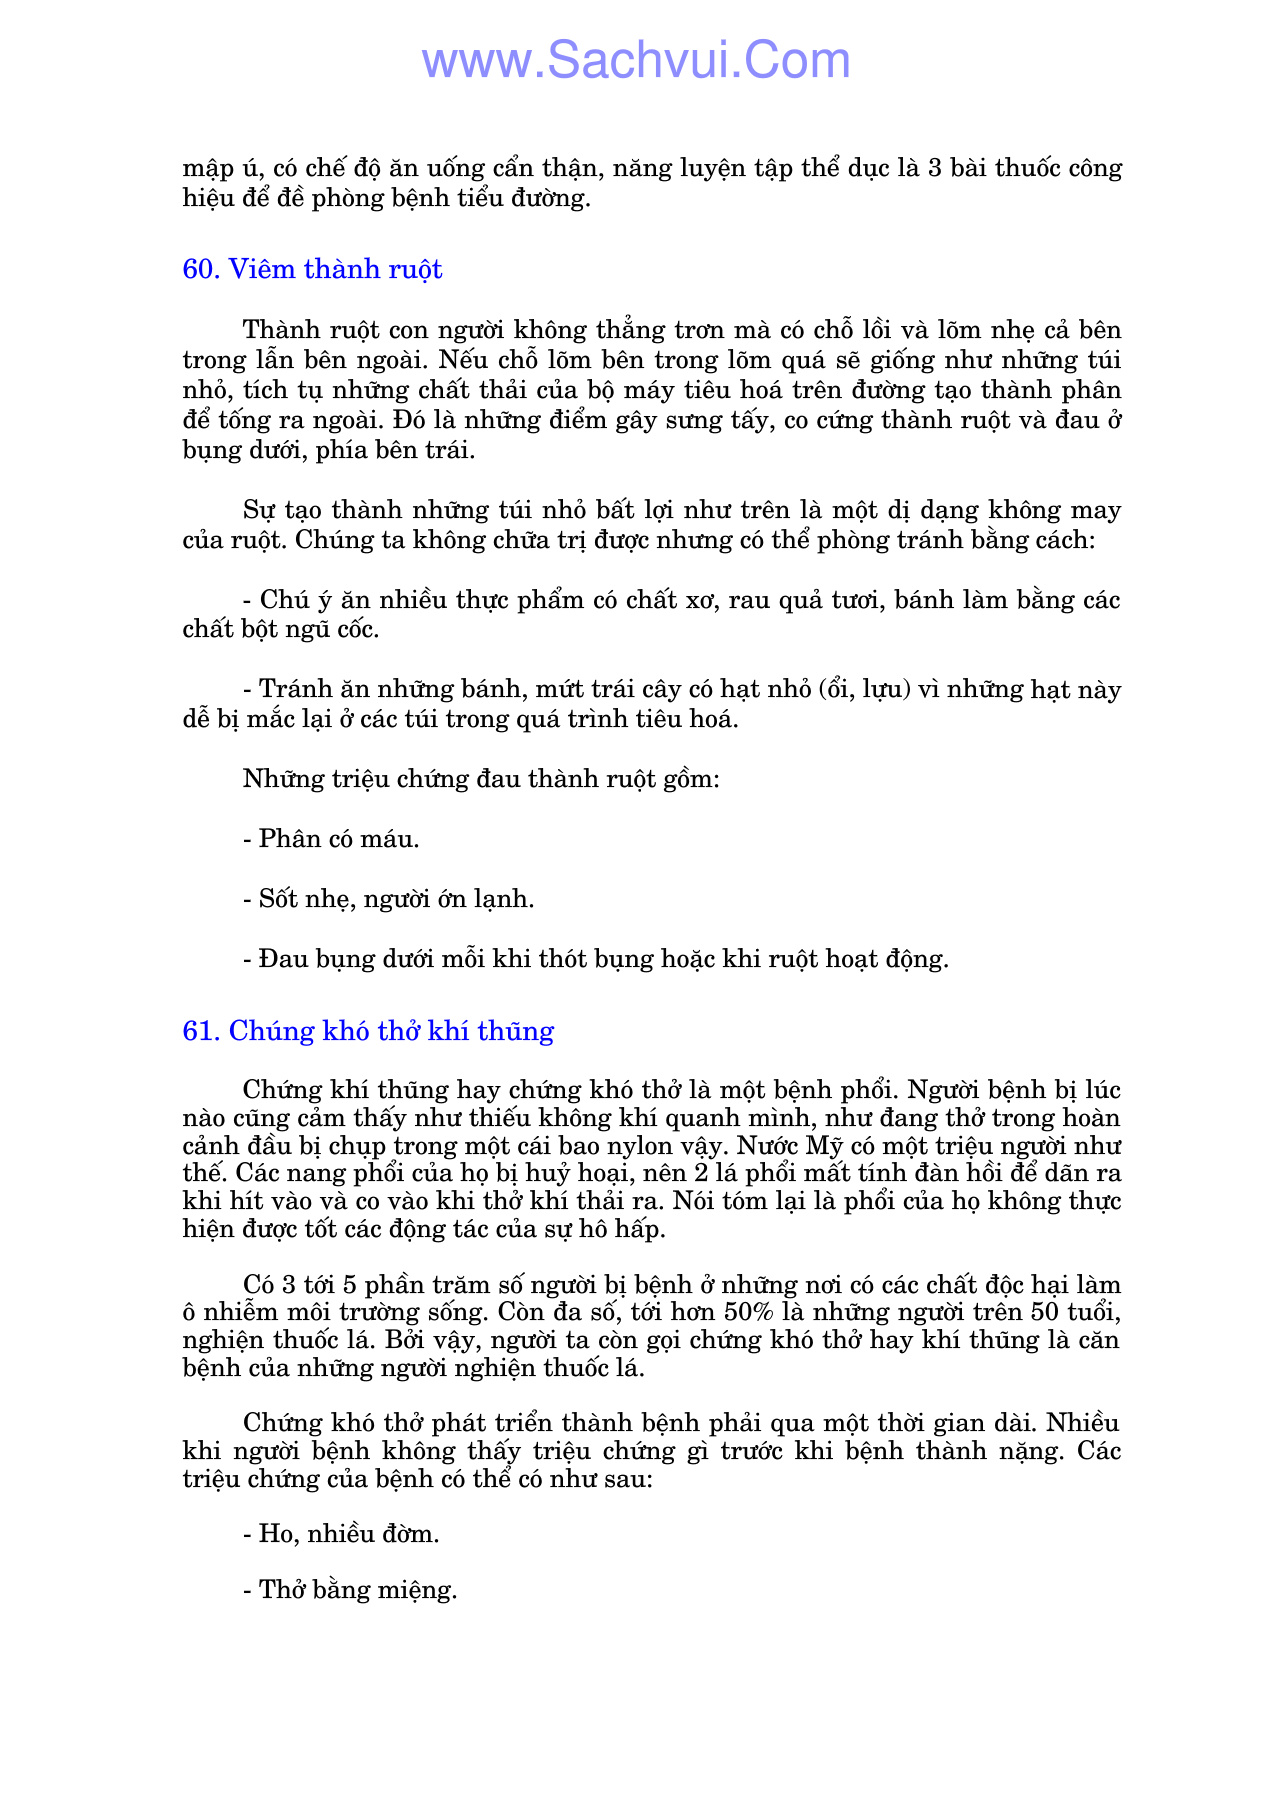 www.Sachvui.Com
mập ú, có chế độ ăn uống cẩn thận, năng luyện tập thể dục là 3 bài thuốc công
hiệu để đề phòng bệnh tiểu đường.
60. Viêm thành ruột
Thành ruột con người không thẳng trơn mà có chỗ lồi và lõm nhẹ cả bên
trong lẫn bên ngoài. Nếu chỗ lõm bên trong lõm quá sẽ giống như những túi
nhỏ, tích tụ những chất thải của bộ máy tiêu hoá trên đường tạo thành phân
để tống ra ngoài. Đó là những điểm gây sưng tấy, co cứng thành ruột và đau ở
bụng dưới, phía bên trái.
Sự tạo thành những túi nhỏ bất lợi như trên là một dị dạng không may
của ruột. Chúng ta không chữa trị được nhưng có thể phòng tránh bằng cách:
- Chú ý ăn nhiều thực phẩm có chất xơ, rau quả tươi, bánh làm bằng các
chất bột ngũ cốc.
- Tránh ăn những bánh, mứt trái cây có hạt nhỏ (ổi, lựu) vì những hạt này
dễ bị mắc lại ở các túi trong quá trình tiêu hoá.
Những triệu chứng đau thành ruột gồm:
- Phân có máu.
- Sốt nhẹ, người ớn lạnh.
- Đau bụng dưới mỗi khi thót bụng hoặc khi ruột hoạt động.
61. Chúng khó thở khí thũng
Chứng khí thũng hay chứng khó thở là một bệnh phổi. Người bệnh bị lúc
nào cũng cảm thấy như thiếu không khí quanh mình, như đang thở trong hoàn
cảnh đầu bị chụp trong một cái bao nylon vậy. Nước Mỹ có một triệu người như
thế. Các nang phổi của họ bị huỷ hoại, nên 2 lá phổi mất tính đàn hồi để dãn ra
khi hít vào và co vào khi thở khí thải ra. Nói tóm lại là phổi của họ không thực
hiện được tốt các động tác của sự hô hấp.
Có 3 tới 5 phần trăm số người bị bệnh ở những nơi có các chất độc hại làm
ô nhiễm môi trường sống. Còn đa số, tới hơn 50% là những người trên 50 tuổi,
nghiện thuốc lá. Bởi vậy, người ta còn gọi chứng khó thở hay khí thũng là căn
bệnh của những người nghiện thuốc lá.
Chứng khó thở phát triển thành bệnh phải qua một thời gian dài. Nhiều
khi người bệnh không thấy triệu chứng gì trước khi bệnh thành nặng. Các
triệu chứng của bệnh có thể có như sau:
- Ho, nhiều đờm.
- Thở bằng miệng.